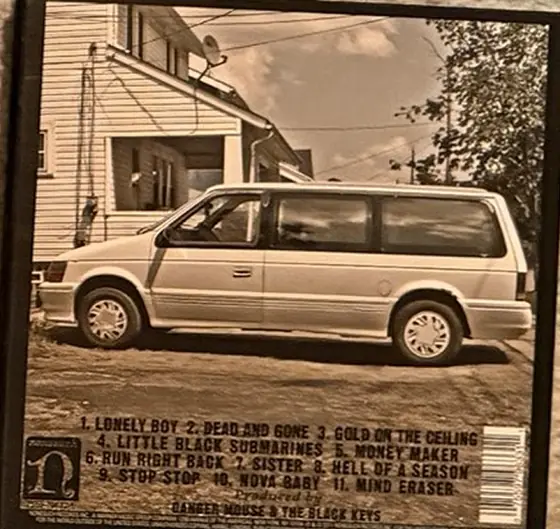 1. LONELY BOY 2. DEAD AND GONE 3. GOLD ON THE CEILING
4. LITTLE BLACK SUBMARINES 5. MONEY MAKER
6. RUN RIGHT BACK 7. SISTER 8. HELL OF A SEASON
9. STOP STOP 10. NOVA BABY 11. MIND ERASER
Produced by
DANGER MOUSE & THE BLACK KEYS
n